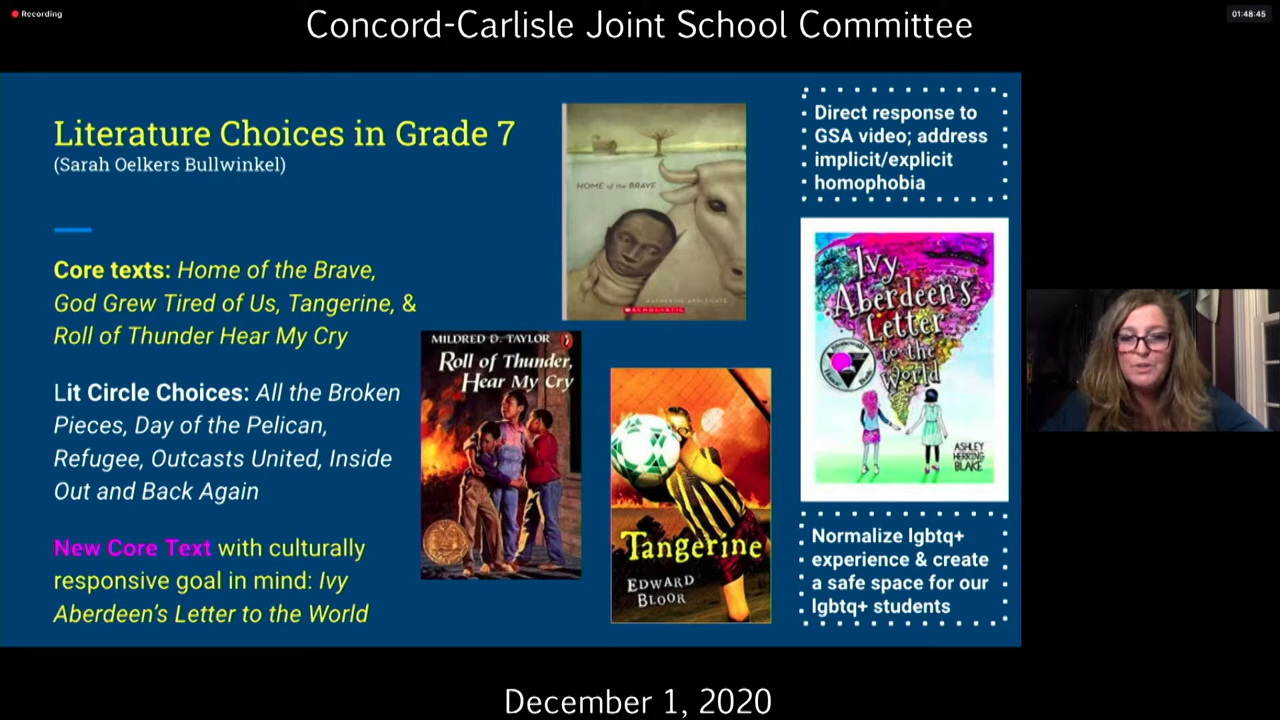 Recording
01:48:45
Concord-Carlisle Joint School Committee
Literature Choices in Grade 7
(Sarah Oelkers Bullwinkel)
Core texts: Home of the Brave,
God Grew Tired of Us, Tangerine, &
Roll of Thunder Hear My Cry
Lit Circle Choices: All the Broken
Pieces, Day of the Pelican,
Refugee, Outcasts United, Inside
Out and Back Again
New Core Text with culturally
responsive goal in mind: Ivy
Aberdeen's Letter to the World
HOME of the BRAVE
KATHERINE APPLEGATE
SCHOLASTIC
MILDRED D. TAYLOR
Roll of Thunder,
Hear My Cry
Tangerine
EDWARD
BLOOR
Direct response to
GSA video; address
implicit/explicit
homophobia
Ivy
Aberdeen's
Letter
to the
World
ASHLEY
HERRING
BLAKE
Normalize lgbtq+
experience & create
a safe space for our
lgbtq+ students
December 1, 2020